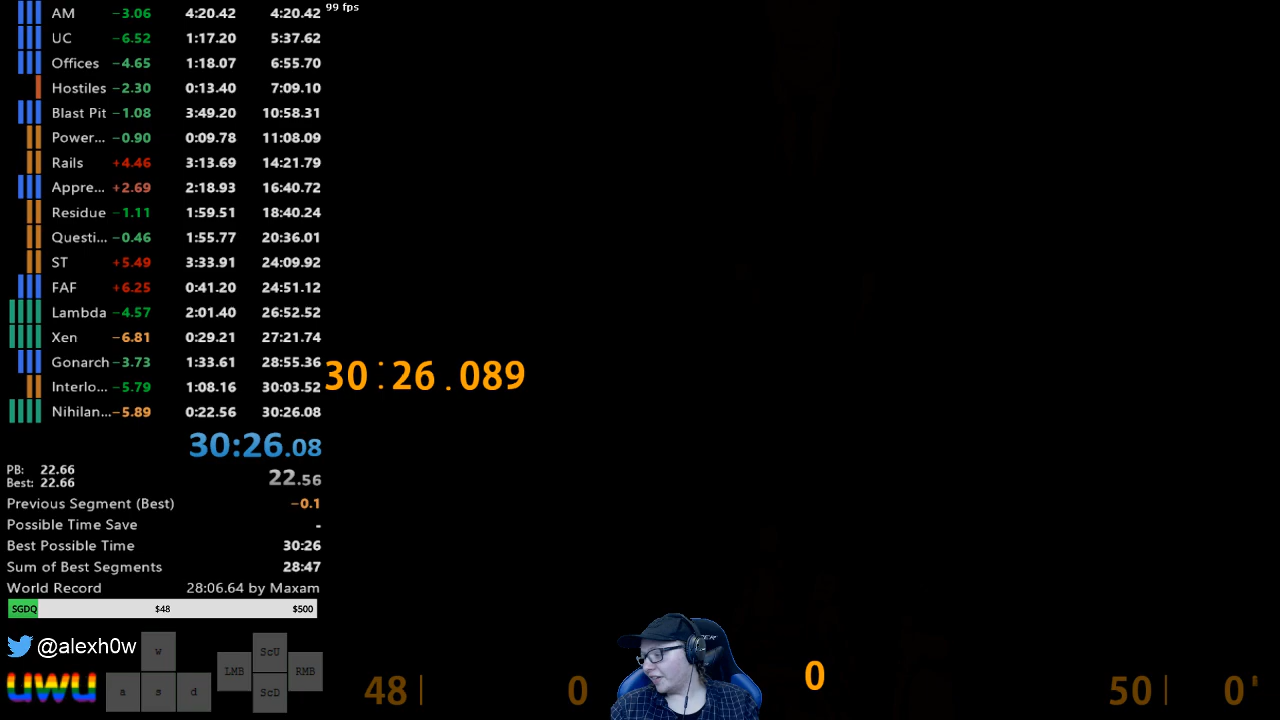 99 fps
AM −3.06 4:20.42 4:20.42
UC −6.52 1:17.20 5:37.62
Offices −4.65 1:18.07 6:55.70
Hostiles −2.30 0:13.40 7:09.10
Blast Pit −1.08 3:49.20 10:58.31
Power... −0.90 0:09.78 11:08.09
Rails +4.46 3:13.69 14:21.79
Appre... +2.69 2:18.93 16:40.72
Residue −1.11 1:59.51 18:40.24
Questi... −0.46 1:55.77 20:36.01
ST +5.49 3:33.91 24:09.92
FAF +6.25 0:41.20 24:51.12
Lambda −4.57 2:01.40 26:52.52
Xen −6.81 0:29.21 27:21.74
Gonarch −3.73 1:33.61 28:55.36
Interlo... −5.79 1:08.16 30:03.52
30:26.089
Nihilan... −5.89 0:22.56 30:26.08
30:26.08
PB: 22.66
Best: 22.66
22.56
Previous Segment (Best) −0.1
Possible Time Save -
Best Possible Time 30:26
Sum of Best Segments 28:47
World Record 28:06.64 by Maxam
SGDQ $48 $500
@alexh0w
uwu
w
a s d
LMB ScU RMB
ScD
48| 0 0 50| 0